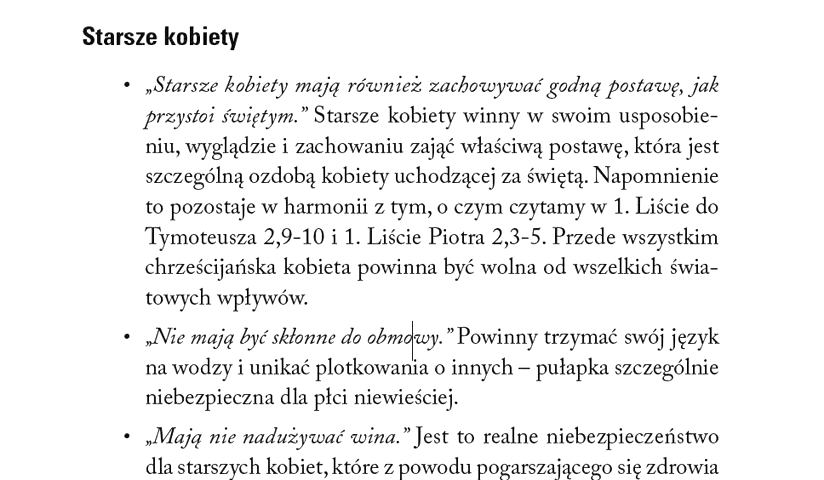 Starsze kobiety
• „Starsze kobiety mają również zachowywać godną postawę, jak
przystoi świętym.” Starsze kobiety winny w swoim usposobie-
niu, wyglądzie i zachowaniu zająć właściwą postawę, która jest
szczególną ozdobą kobiety uchodzącej za świętą. Napomnienie
to pozostaje w harmonii z tym, o czym czytamy w 1. Liście do
Tymoteusza 2,9-10 i 1. Liście Piotra 2,3-5. Przede wszystkim
chrześcijańska kobieta powinna być wolna od wszelkich świa-
towych wpływów.
• „Nie mają być skłonne do obmowy.” Powinny trzymać swój język
na wodzy i unikać plotkowania o innych – pułapka szczególnie
niebezpieczna dla płci niewieściej.
• „Mają nie nadużywać wina.” Jest to realne niebezpieczeństwo
dla starszych kobiet, które z powodu pogarszającego się zdrowia